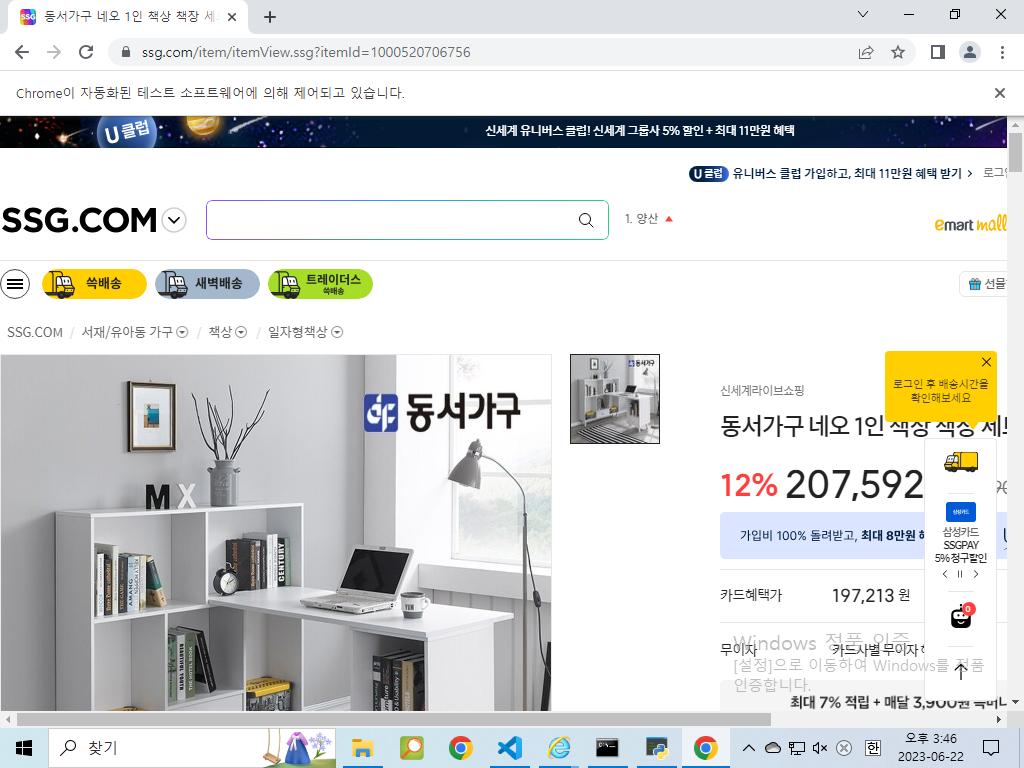 동서가구 네오 1인 책상 책장 세
ssg.com/item/itemView.ssg?itemId=1000520706756
Chrome이 자동화된 테스트 소프트웨어에 의해 제어되고 있습니다.
U 클럽
신세계 유니버스 클럽! 신세계 그룹사 5% 할인 + 최대 11만원 혜택
U 클럽 유니버스 클럽 가입하고, 최대 11만원 혜택 받기
SSG.COM
1. 양산
emart mall
쓱배송
새벽배송
트레이더스
쓱배송
선물
SSG.COM / 서재/유아동 가구 / 책상 / 일자형책상
동서가구
MX
신세계라이브쇼핑
로그인 후 배송시간을
확인해보세요
동서가구 네오 1인 책상 책장 세트
12% 207,592
가입비 100% 돌려받고, 최대 8만원
삼성카드
삼성카드
SSGPAY
5% 청구할인
카드혜택가 197,213 원
0
무이자 카드사별 무이자
Windows 정품 인증
[설정]으로 이동하여 Windows를 정품
인증합니다.
최대 7% 적립 + 매달 3,900원
찾기
오후 3:46
2023-06-22
한